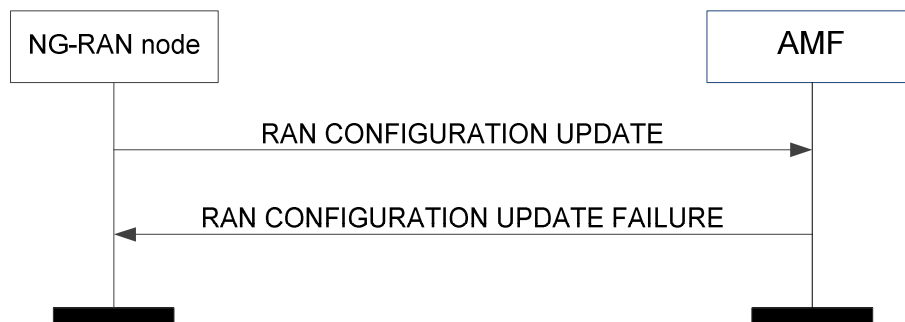 NG-RAN node
AMF
RAN CONFIGURATION UPDATE
RAN CONFIGURATION UPDATE FAILURE